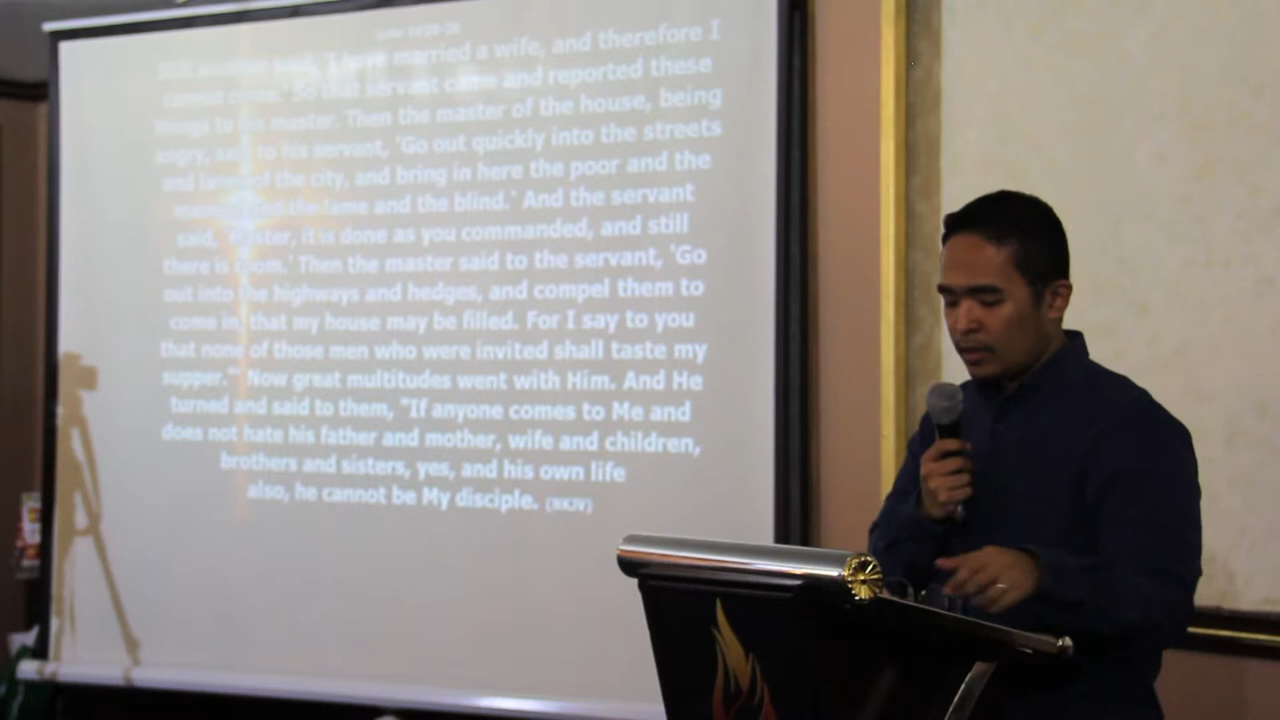 Luke 14:20-26
Still another said, 'I have married a wife, and therefore I
cannot come.' So that servant came and reported these
things to his master. Then the master of the house, being
angry, said to his servant, 'Go out quickly into the streets
and lanes of the city, and bring in here the poor and the
maimed and the lame and the blind.' And the servant
said, 'Master, it is done as you commanded, and still
there is room.' Then the master said to the servant, 'Go
out into the highways and hedges, and compel them to
come in, that my house may be filled. For I say to you
that none of those men who were invited shall taste my
supper.'" Now great multitudes went with Him. And He
turned and said to them, "If anyone comes to Me and
does not hate his father and mother, wife and children,
brothers and sisters, yes, and his own life
also, he cannot be My disciple. (NKJV)